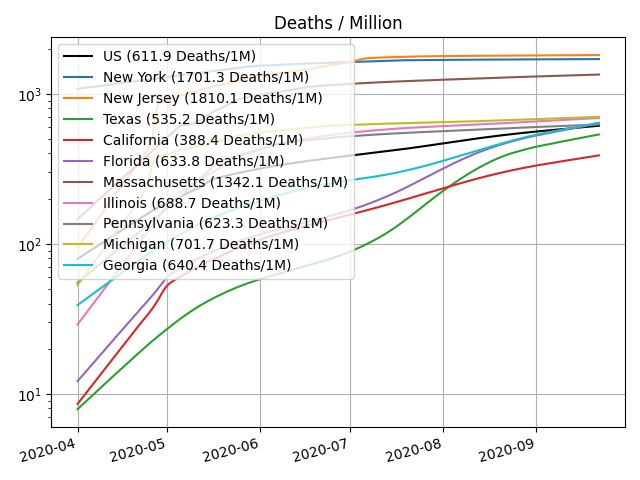 Deaths / Million
US (611.9 Deaths/1M)
New York (1701.3 Deaths/1M)
New Jersey (1810.1 Deaths/1M)
Texas (535.2 Deaths/1M)
California (388.4 Deaths/1M)
Florida (633.8 Deaths/1M)
Massachusetts (1342.1 Deaths/1M)
Illinois (688.7 Deaths/1M)
Pennsylvania (623.3 Deaths/1M)
Michigan (701.7 Deaths/1M)
Georgia (640.4 Deaths/1M)
10³
10²
10¹
2020-04 2020-05 2020-06 2020-07 2020-08 2020-09